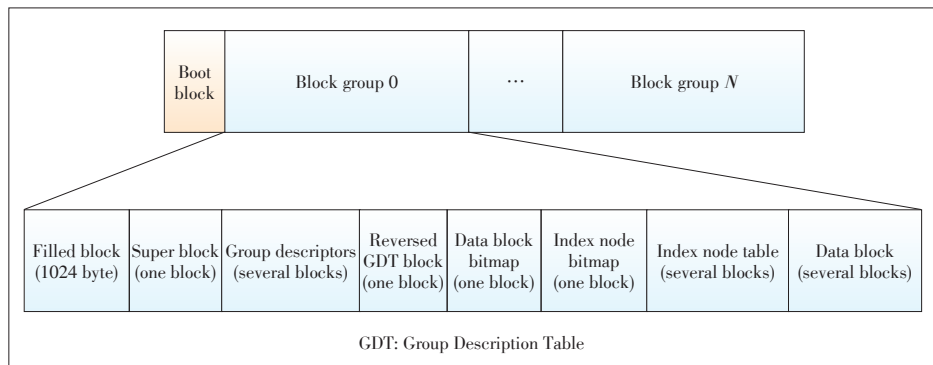 Boot
block
Block group 0
...
Block group N
Filled block
(1024 byte)
Super block
(one block)
Group descriptors
(several blocks)
Reversed
GDT block
(one block)
Data block
bitmap
(one block)
Index node
bitmap
(one block)
Index node table
(several blocks)
Data block
(several blocks)
GDT: Group Description Table